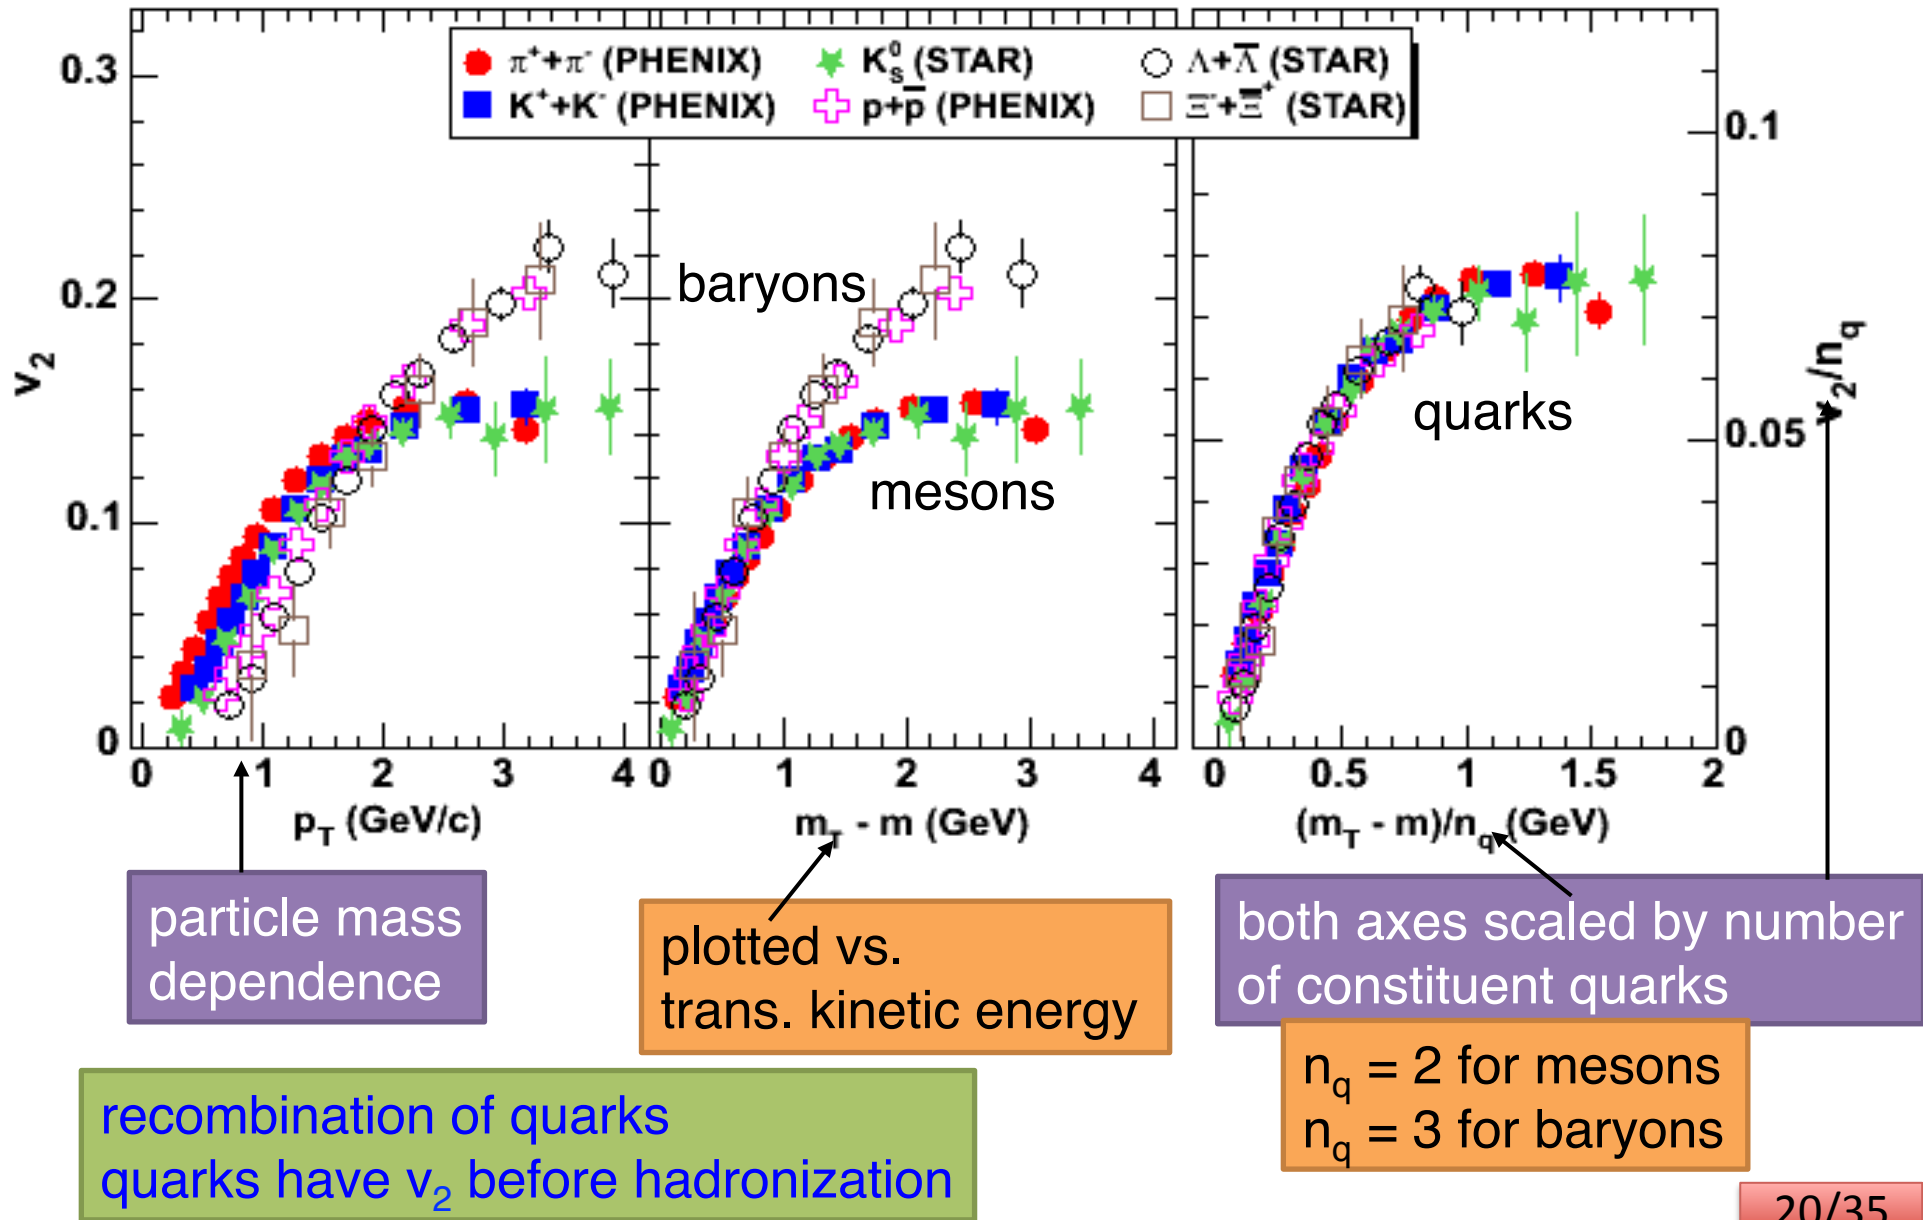 π⁺+π⁻ (PHENIX)
K⁺+K⁻ (PHENIX)
K⁰ₛ (STAR)
p+p̅ (PHENIX)
Λ+Λ̅ (STAR)
Ξ⁻+Ξ̅⁺ (STAR)
v₂
0.3
0.2
0.1
0
0 1 2 3 4
p_T (GeV/c)
baryons
mesons
0 1 2 3 4
m_T - m (GeV)
quarks
0 0.5 1 1.5 2
(m_T - m)/n_q (GeV)
0.1
0.05
0
v₂/n_q
particle mass
dependence
plotted vs.
trans. kinetic energy
both axes scaled by number
of constituent quarks
n_q = 2 for mesons
n_q = 3 for baryons
recombination of quarks
quarks have v₂ before hadronization
20/35